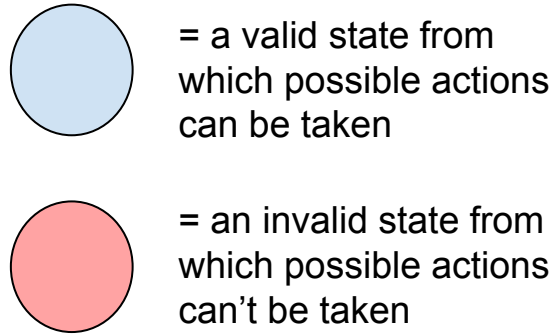 = a valid state from
which possible actions
can be taken
= an invalid state from
which possible actions
can’t be taken